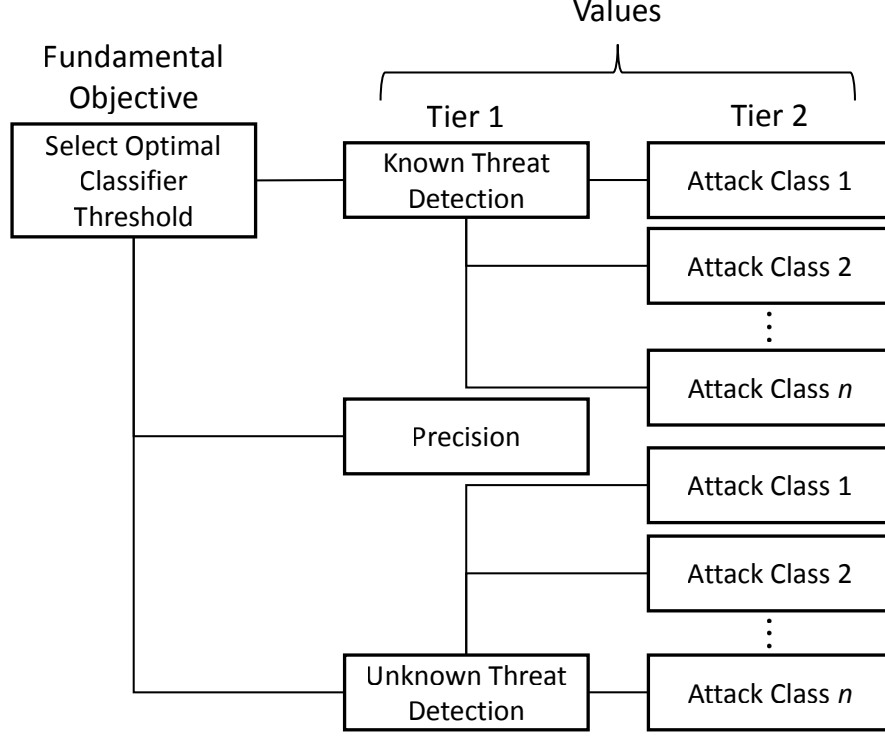 Values
Fundamental
Objective
Tier 1
Tier 2
Select Optimal
Classifier
Threshold
Known Threat
Detection
Attack Class 1
Attack Class 2
⋮
Attack Class n
Precision
Attack Class 1
Attack Class 2
⋮
Unknown Threat
Detection
Attack Class n